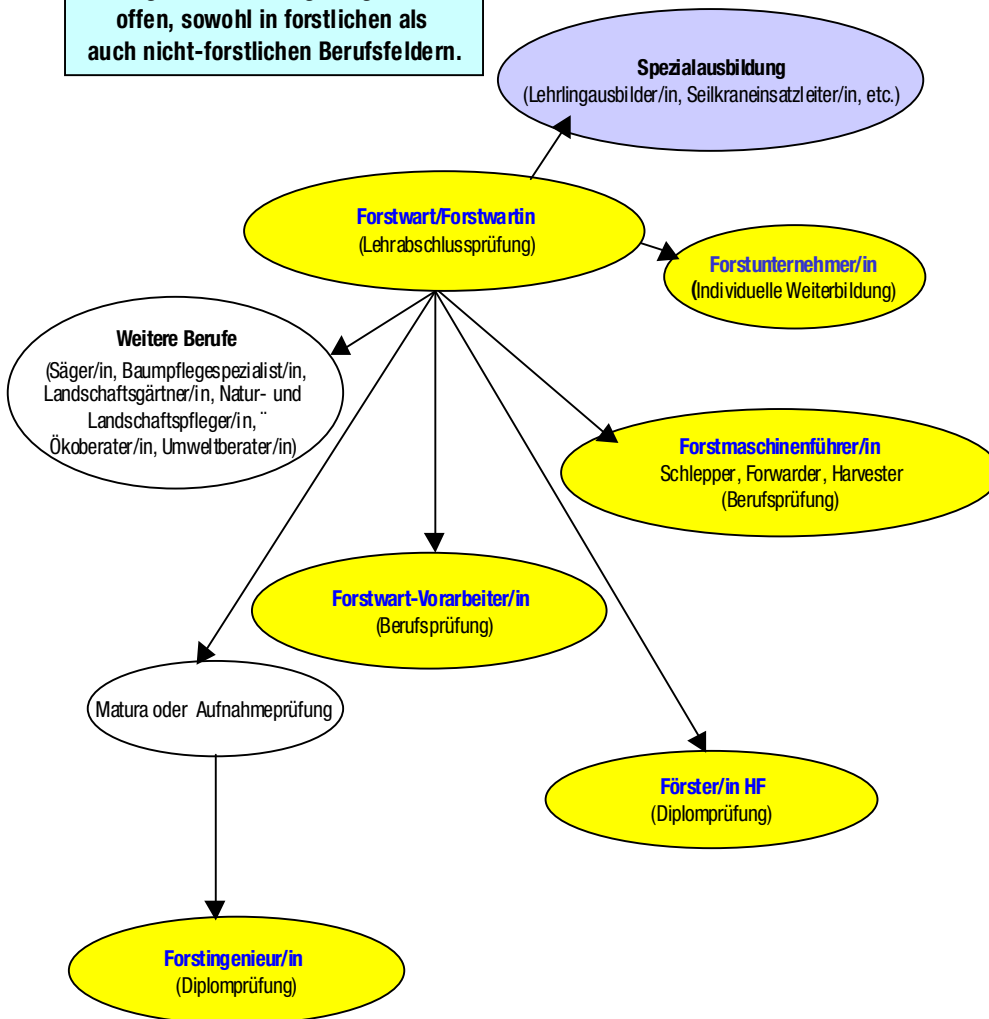 offen, sowohl in forstlichen als
auch nicht-forstlichen Berufsfeldern.
Spezialausbildung
(Lehrlingausbilder/in, Seilkraneinsatzleiter/in, etc.)
Forstwart/Forstwartin
(Lehrabschlussprüfung)
Forstunternehmer/in
(Individuelle Weiterbildung)
Weitere Berufe
(Säger/in, Baumpflegespezialist/in,
Landschaftsgärtner/in, Natur- und
Landschaftspfleger/in, ¨
Ökoberater/in, Umweltberater/in)
Forstmaschinenführer/in
Schlepper, Forwarder, Harvester
(Berufsprüfung)
Forstwart-Vorarbeiter/in
(Berufsprüfung)
Matura oder Aufnahmeprüfung
Förster/in HF
(Diplomprüfung)
Forstingenieur/in
(Diplomprüfung)